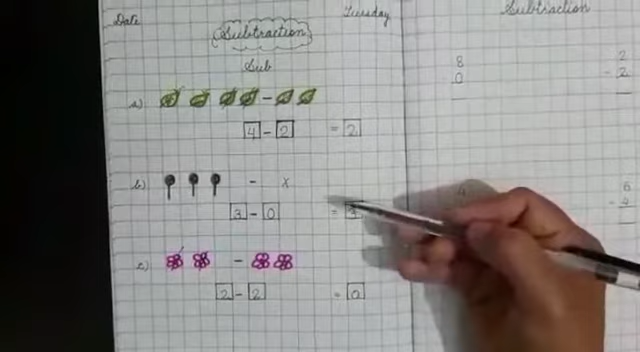 Date
Tuesday
Subtraction
Sub
a) -
4 - 2 = 2
b) - x
3 - 0 = 3
c) -
2 - 2 = 0
Subtraction
8
0
2
- 2
4
6
- 4